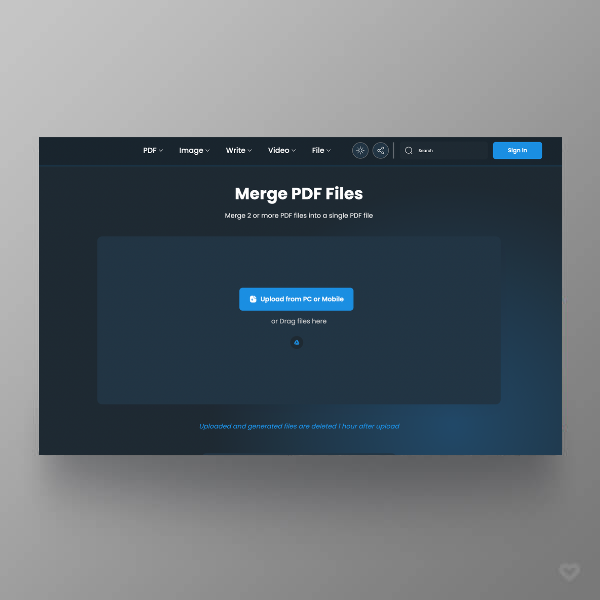 PDF Image Write Video File Search Sign In
Merge PDF Files
Merge 2 or more PDF files into a single PDF file
Upload from PC or Mobile
or Drag files here
Uploaded and generated files are deleted 1 hour after upload